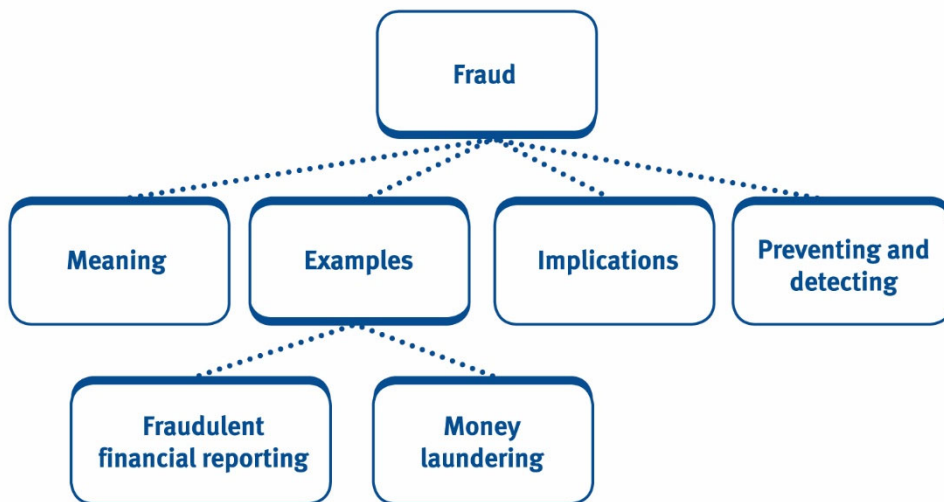 Fraud
Meaning
Examples
Implications
Preventing and
detecting
Fraudulent
financial reporting
Money
laundering